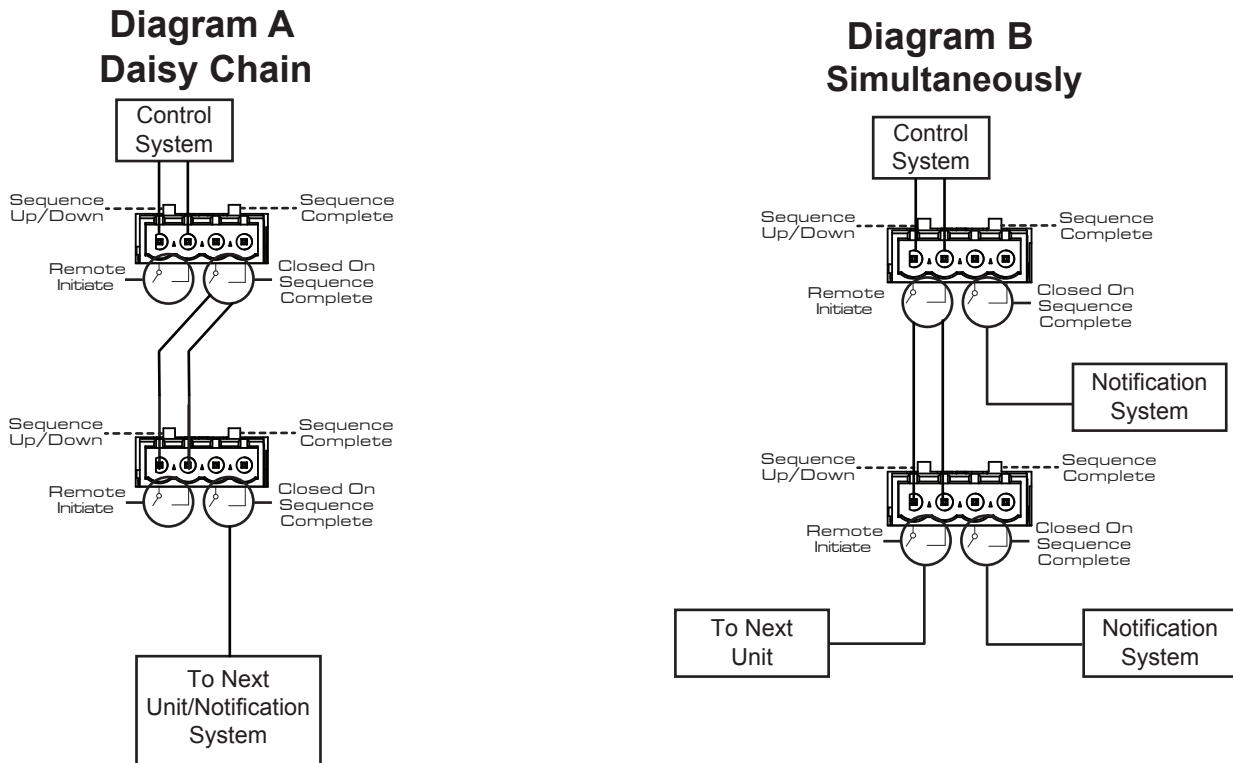 Diagram A
Daisy Chain
Control
System
Sequence
Up/Down
Sequence
Complete
Remote
Initiate
Closed On
Sequence
Complete
Sequence
Up/Down
Sequence
Complete
Remote
Initiate
Closed On
Sequence
Complete
To Next
Unit/Notification
System
Diagram B
Simultaneously
Control
System
Sequence
Up/Down
Sequence
Complete
Remote
Initiate
Closed On
Sequence
Complete
Notification
System
Sequence
Up/Down
Sequence
Complete
Remote
Initiate
Closed On
Sequence
Complete
To Next
Unit
Notification
System